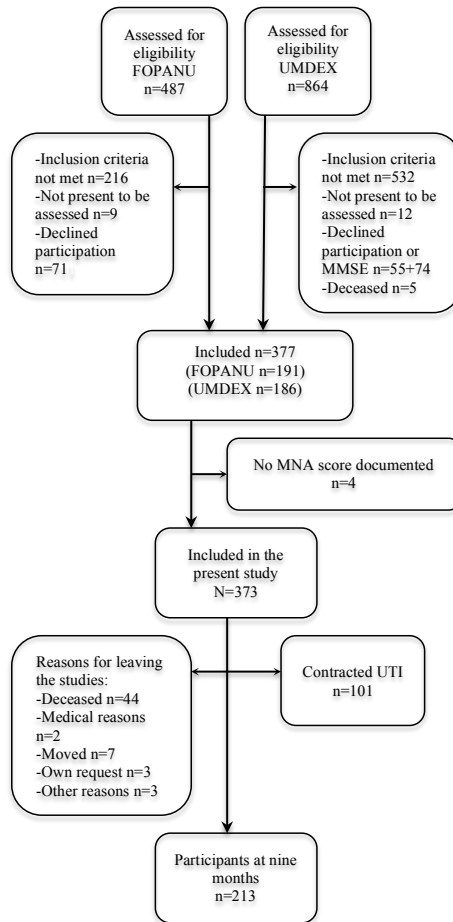 Assessed for
eligibility
FOPANU
n=487
Assessed for
eligibility
UMDEX
n=864
-Inclusion criteria
not met n=216
-Not present to be
assessed n=9
-Declined
participation
n=71
-Inclusion criteria
not met n=532
-Not present to be
assessed n=12
-Declined
participation or
MMSE n=55+74
-Deceased n=5
Included n=377
(FOPANU n=191)
(UMDEX n=186)
No MNA score documented
n=4
Included in the
present study
N=373
Reasons for leaving
the studies:
-Deceased n=44
-Medical reasons
n=2
-Moved n=7
-Own request n=3
-Other reasons n=3
Contracted UTI
n=101
Participants at nine
months
n=213